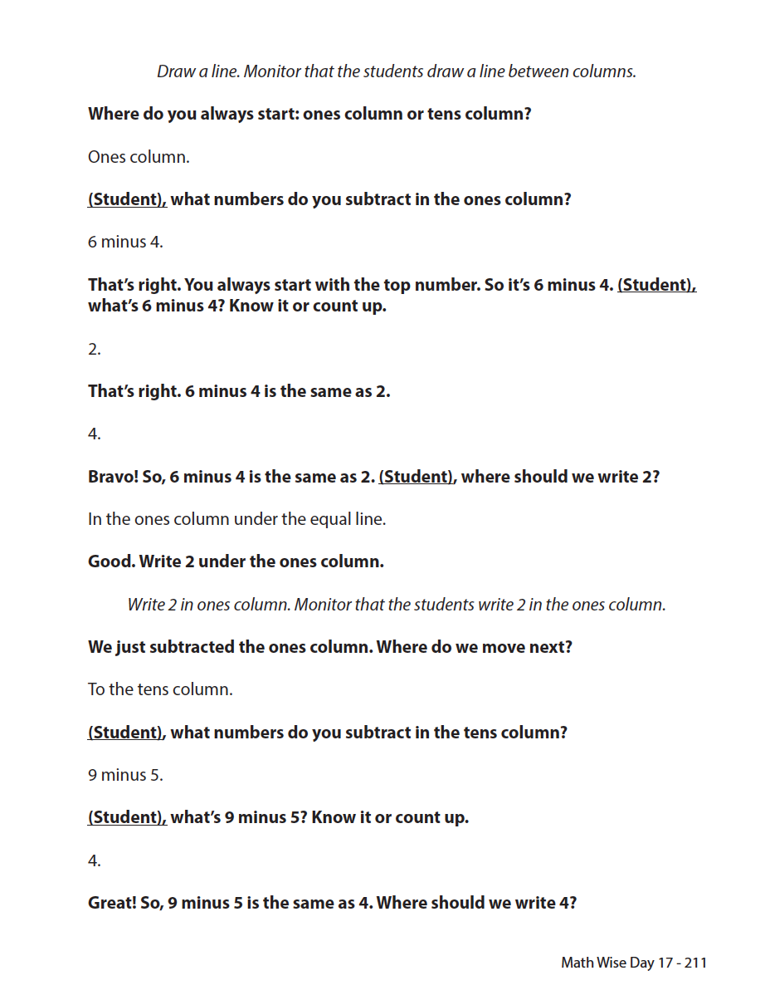 Draw a line. Monitor that the students draw a line between columns.
Where do you always start: ones column or tens column?
Ones column.
(Student), what numbers do you subtract in the ones column?
6 minus 4.
That’s right. You always start with the top number. So it’s 6 minus 4. (Student),
what’s 6 minus 4? Know it or count up.
2.
That’s right. 6 minus 4 is the same as 2.
4.
Bravo! So, 6 minus 4 is the same as 2. (Student), where should we write 2?
In the ones column under the equal line.
Good. Write 2 under the ones column.
Write 2 in ones column. Monitor that the students write 2 in the ones column.
We just subtracted the ones column. Where do we move next?
To the tens column.
(Student), what numbers do you subtract in the tens column?
9 minus 5.
(Student), what’s 9 minus 5? Know it or count up.
4.
Great! So, 9 minus 5 is the same as 4. Where should we write 4?
Math Wise Day 17 - 211